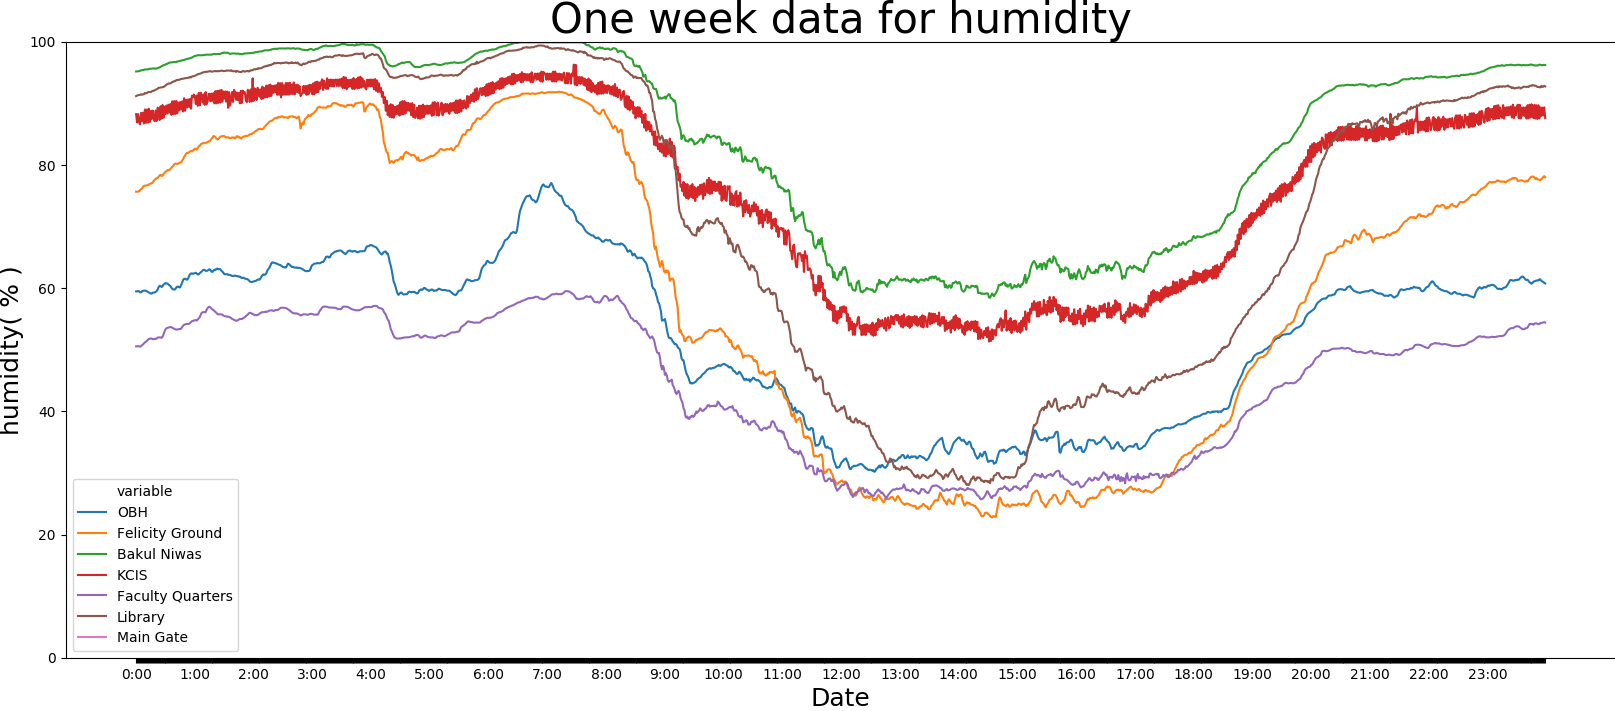 One week data for humidity
humidity( % )
100
80
60
40
20
0
variable
OBH
Felicity Ground
Bakul Niwas
KCIS
Faculty Quarters
Library
Main Gate
0:00 1:00 2:00 3:00 4:00 5:00 6:00 7:00 8:00 9:00 10:00 11:00 12:00 13:00 14:00 15:00 16:00 17:00 18:00 19:00 20:00 21:00 22:00 23:00
Date